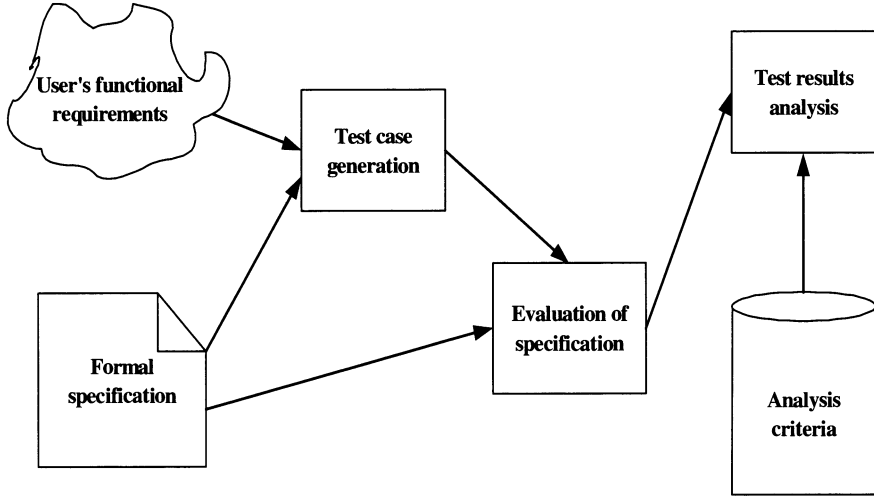 User's functional
requirements
Test case
generation
Test results
analysis
Formal
specification
Evaluation of
specification
Analysis
criteria